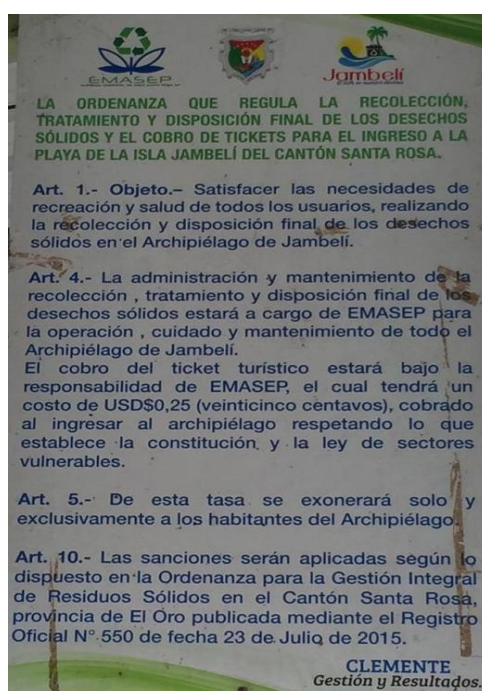 EMASEP
Jambelí
LA ORDENANZA QUE REGULA LA RECOLECCIÓN,
TRATAMIENTO Y DISPOSICIÓN FINAL DE LOS DESECHOS
SÓLIDOS Y EL COBRO DE TICKETS PARA EL INGRESO A LA
PLAYA DE LA ISLA JAMBELÍ DEL CANTÓN SANTA ROSA.
Art. 1.- Objeto.– Satisfacer las necesidades de
recreación y salud de todos los usuarios, realizando
la recolección y disposición final de los desechos
sólidos en el Archipiélago de Jambelí.
Art. 4.- La administración y mantenimiento de la
recolección , tratamiento y disposición final de los
desechos sólidos estará a cargo de EMASEP para
la operación , cuidado y mantenimiento de todo el
Archipiélago de Jambelí.
El cobro del ticket turístico estará bajo la
responsabilidad de EMASEP, el cual tendrá un
costo de USD$0,25 (veinticinco centavos), cobrado
al ingresar al archipiélago respetando lo que
establece la constitución y la ley de sectores
vulnerables.
Art. 5.- De esta tasa se exonerará solo y
exclusivamente a los habitantes del Archipiélago.
Art. 10.- Las sanciones serán aplicadas según lo
dispuesto en la Ordenanza para la Gestión Integral
de Residuos Sólidos en el Cantón Santa Rosa,
provincia de El Oro publicada mediante el Registro
Oficial N° 550 de fecha 23 de Julio de 2015.
CLEMENTE
Gestión y Resultados.